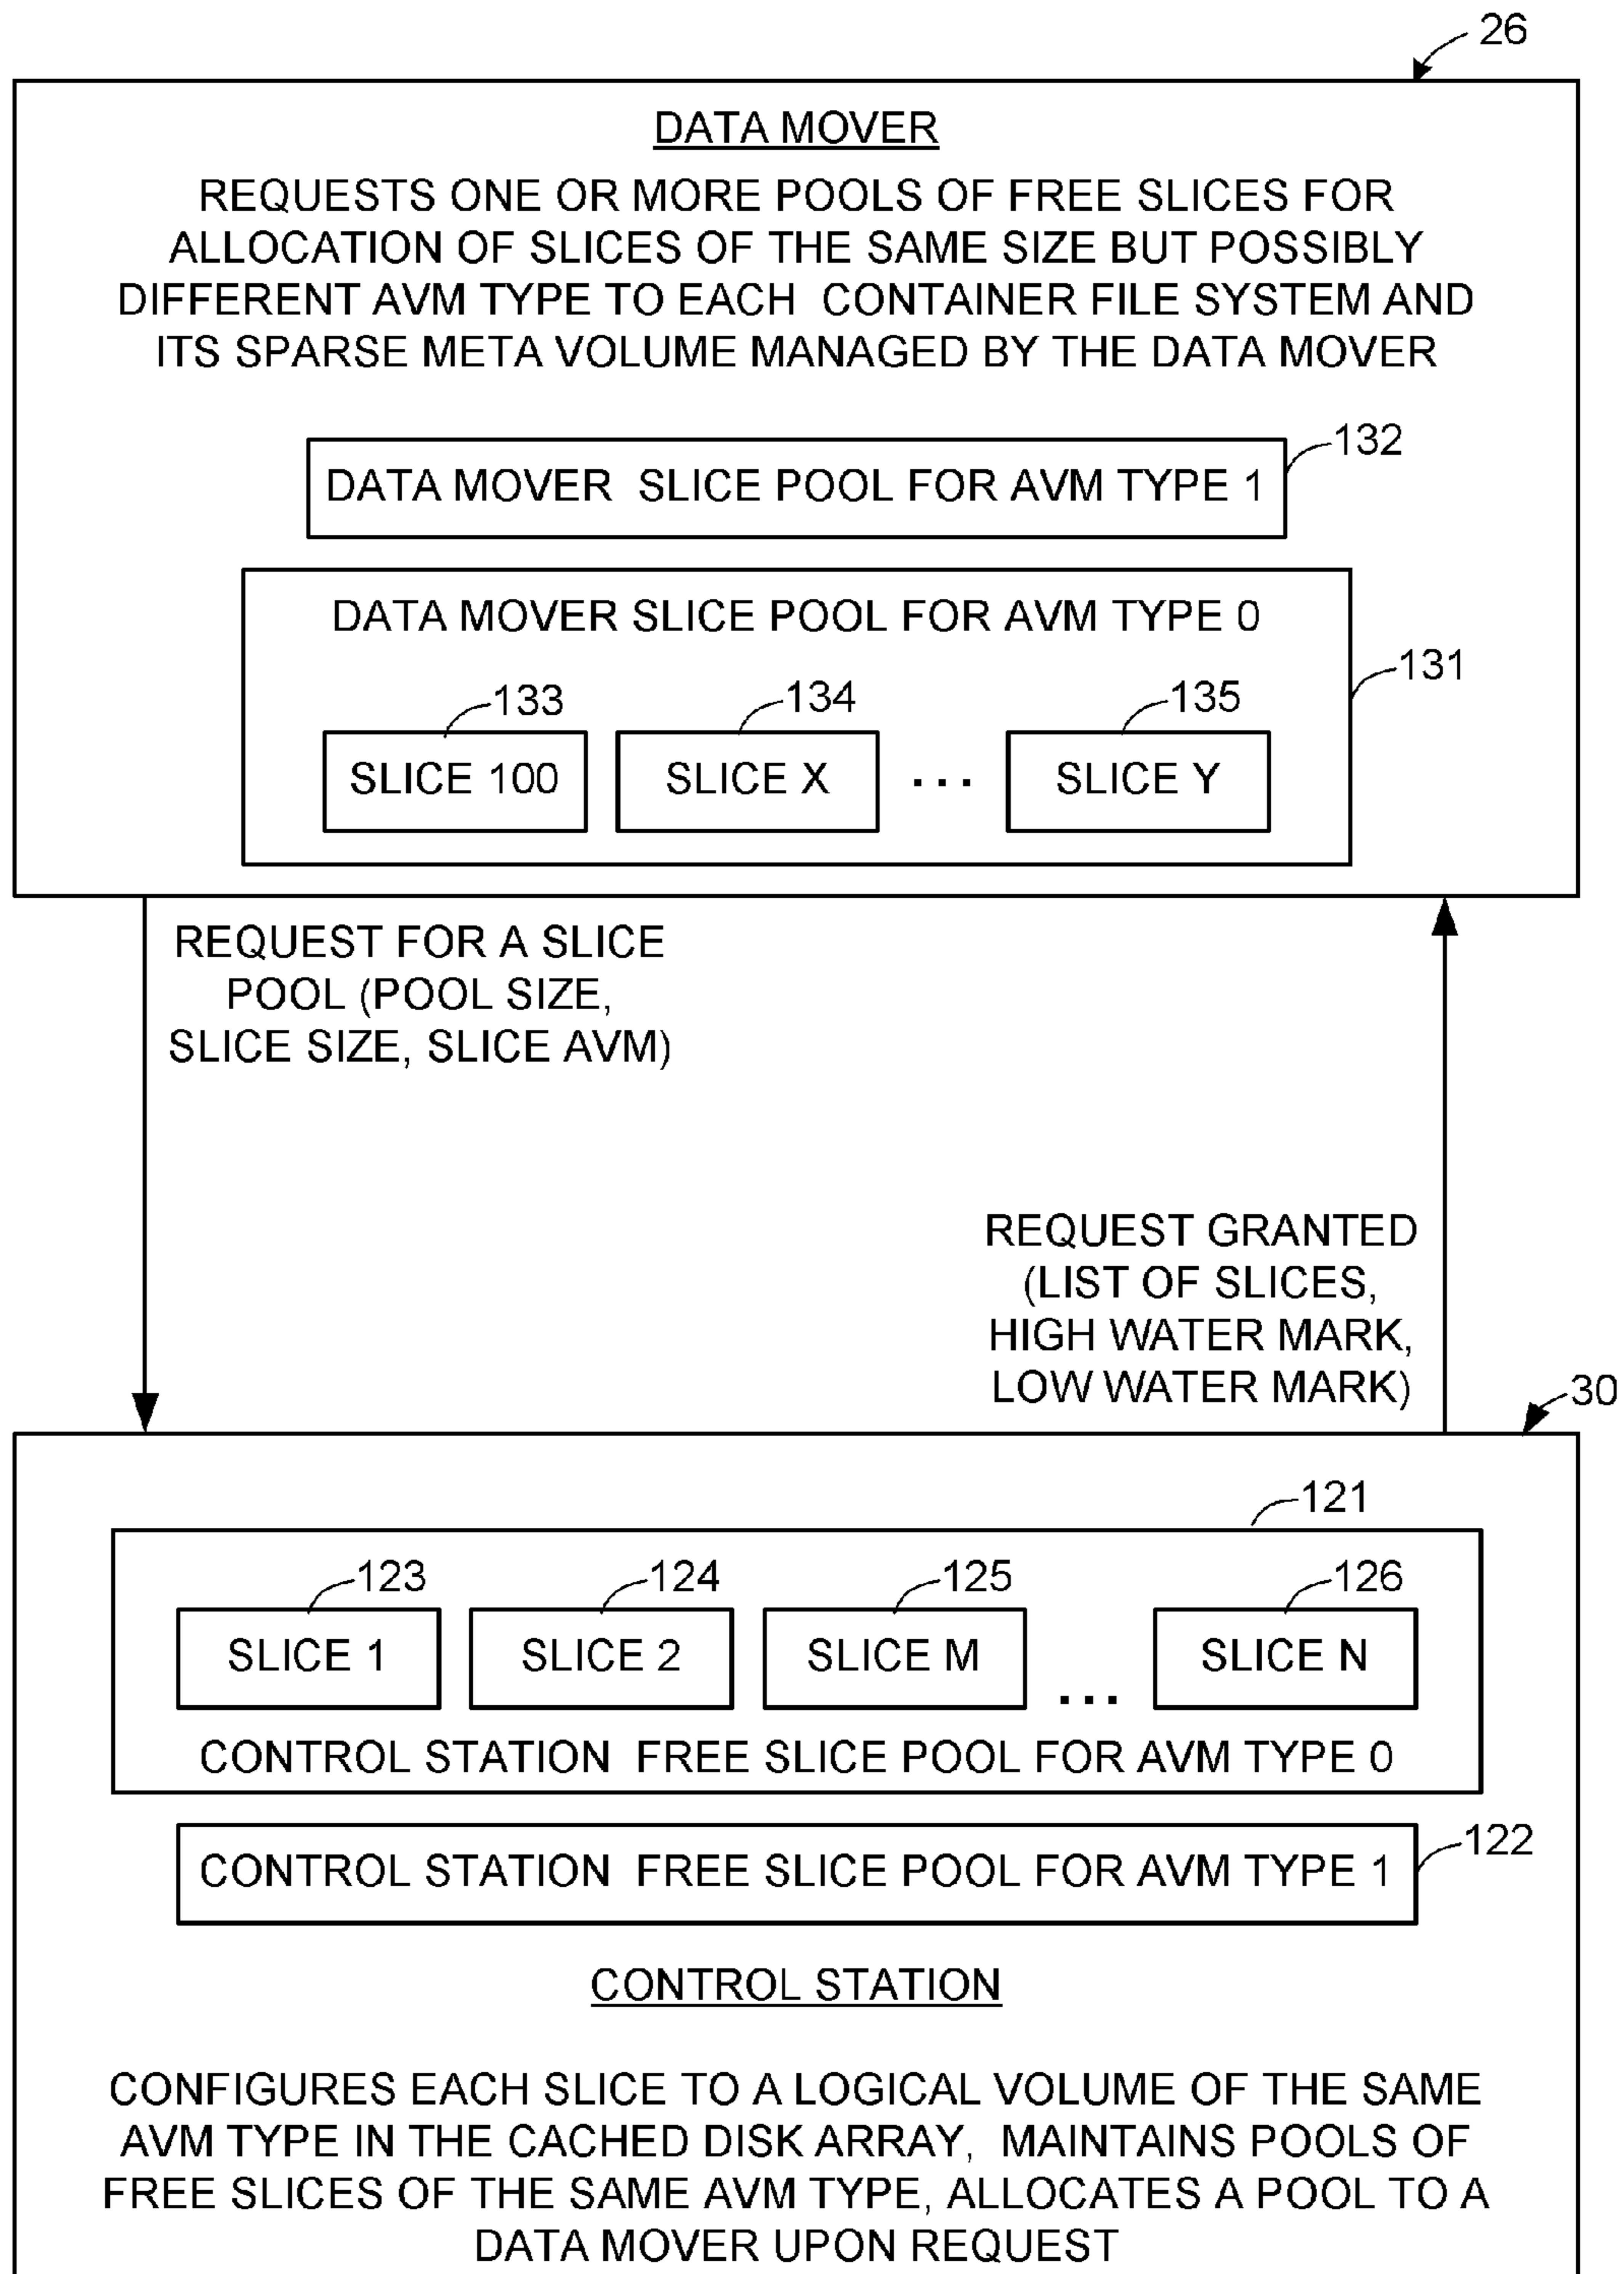 26
DATA MOVER
REQUESTS ONE OR MORE POOLS OF FREE SLICES FOR
ALLOCATION OF SLICES OF THE SAME SIZE BUT POSSIBLY
DIFFERENT AVM TYPE TO EACH CONTAINER FILE SYSTEM AND
ITS SPARSE META VOLUME MANAGED BY THE DATA MOVER
132
DATA MOVER SLICE POOL FOR AVM TYPE 1
DATA MOVER SLICE POOL FOR AVM TYPE 0
131
133 134 135
SLICE 100 SLICE X ... SLICE Y
REQUEST FOR A SLICE
POOL (POOL SIZE,
SLICE SIZE, SLICE AVM)
REQUEST GRANTED
(LIST OF SLICES,
HIGH WATER MARK,
LOW WATER MARK)
30
121
123 124 125 126
SLICE 1 SLICE 2 SLICE M ... SLICE N
CONTROL STATION FREE SLICE POOL FOR AVM TYPE 0
122
CONTROL STATION FREE SLICE POOL FOR AVM TYPE 1
CONTROL STATION
CONFIGURES EACH SLICE TO A LOGICAL VOLUME OF THE SAME
AVM TYPE IN THE CACHED DISK ARRAY, MAINTAINS POOLS OF
FREE SLICES OF THE SAME AVM TYPE, ALLOCATES A POOL TO A
DATA MOVER UPON REQUEST